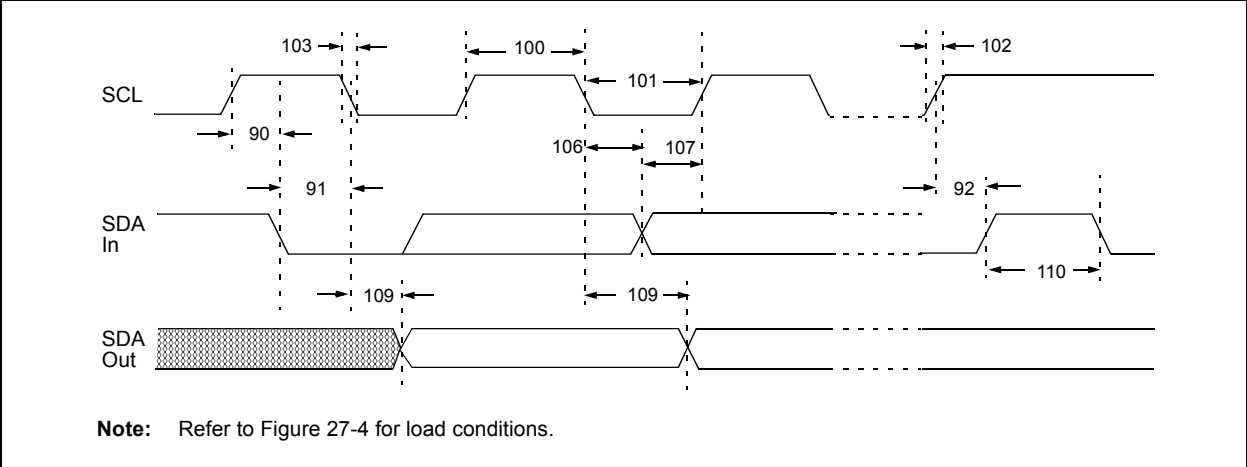 103
100
102
101
SCL
90
106
107
91
92
SDA
In
110
109
109
SDA
Out
Note: Refer to Figure 27-4 for load conditions.